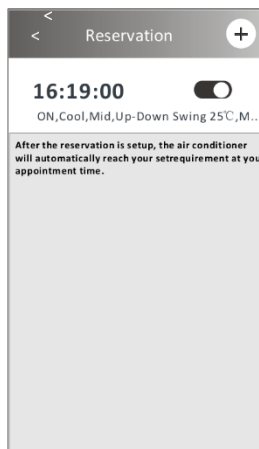 <
< Reservation +
16:19:00
ON,Cool,Mid,Up-Down Swing 25℃,M..
After the reservation is setup, the air conditioner
will automatically reach your setrequirement at you
appointment time.